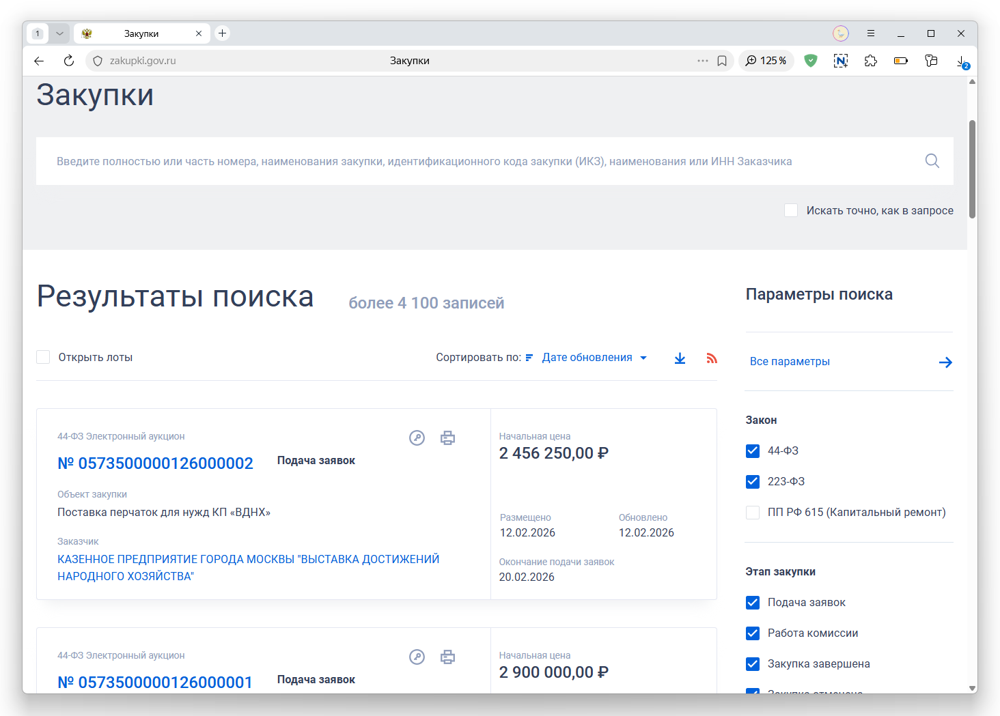 1
Закупки
zakupki.gov.ru
Закупки
125 %
2
Закупки
Введите полностью или часть номера, наименования закупки, идентификационного кода закупки (ИКЗ), наименования или ИНН Заказчика
Искать точно, как в запросе
Результаты поиска
более 4 100 записей
Открыть лоты
Сортировать по:
Дате обновления
44-ФЗ Электронный аукцион
№ 0573500000126000002
Подача заявок
Объект закупки
Поставка перчаток для нужд КП «ВДНХ»
Заказчик
КАЗЕННОЕ ПРЕДПРИЯТИЕ ГОРОДА МОСКВЫ "ВЫСТАВКА ДОСТИЖЕНИЙ
НАРОДНОГО ХОЗЯЙСТВА"
Начальная цена
2 456 250,00 ₽
Размещено
12.02.2026
Обновлено
12.02.2026
Окончание подачи заявок
20.02.2026
44-ФЗ Электронный аукцион
№ 0573500000126000001
Подача заявок
Начальная цена
2 900 000,00 ₽
Параметры поиска
Все параметры
Закон
44-ФЗ
223-ФЗ
ПП РФ 615 (Капитальный ремонт)
Этап закупки
Подача заявок
Работа комиссии
Закупка завершена
Закупка отменена